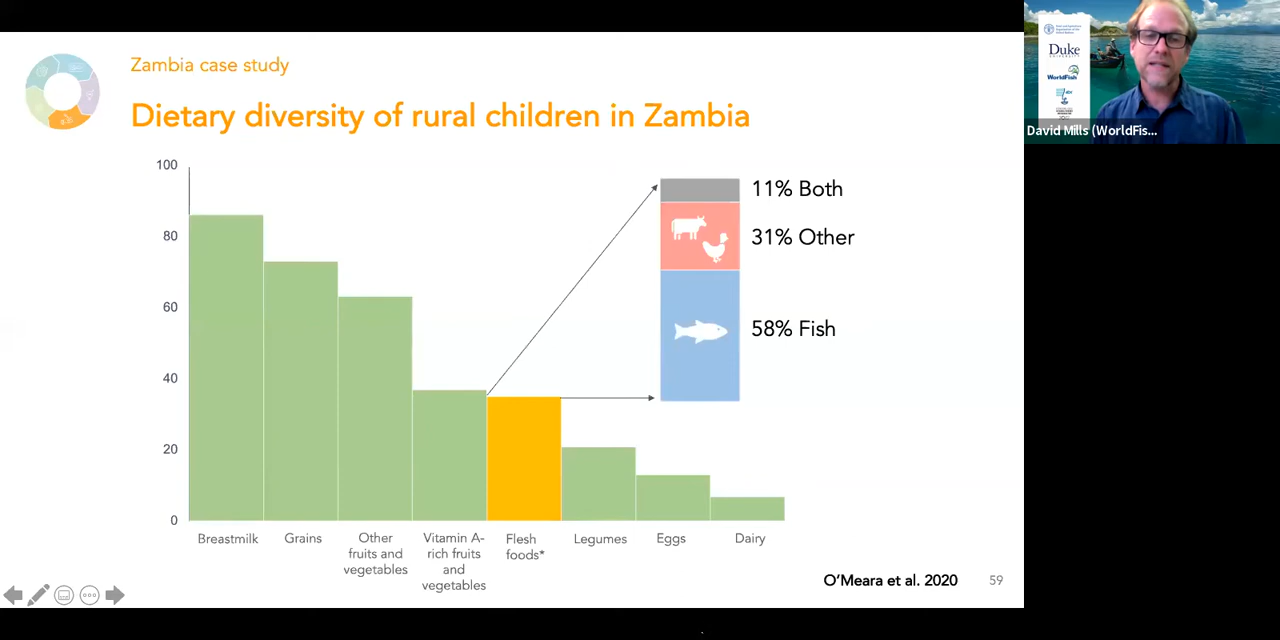 Zambia case study
Dietary diversity of rural children in Zambia
100
80
60
40
20
0
Breastmilk
Grains
Other
fruits and
vegetables
Vitamin A-
rich fruits
and
vegetables
Flesh
foods*
Legumes
Eggs
Dairy
11% Both
31% Other
58% Fish
O'Meara et al. 2020
59
Duke
UNIVERSITY
WorldFish
David Mills (WorldFis...